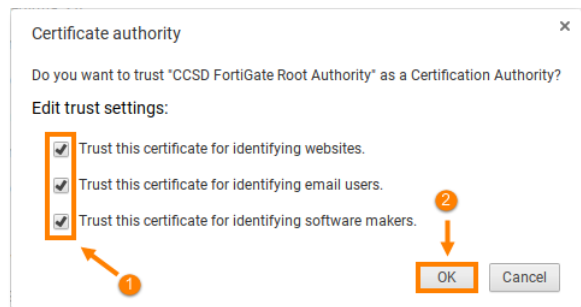 Certificate authority
×
Do you want to trust "CCSD FortiGate Root Authority" as a Certification Authority?
Edit trust settings:
Trust this certificate for identifying websites.
Trust this certificate for identifying email users.
Trust this certificate for identifying software makers.
2
1
OK
Cancel